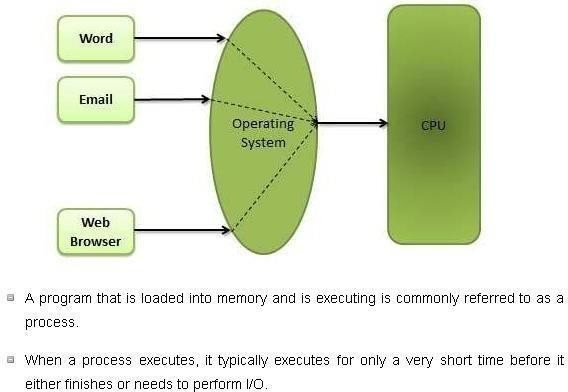 Word
Email
Operating
System
CPU
Web
Browser
A program that is loaded into memory and is executing is commonly referred to as a
process.
When a process executes, it typically executes for only a very short time before it
either finishes or needs to perform I/O.